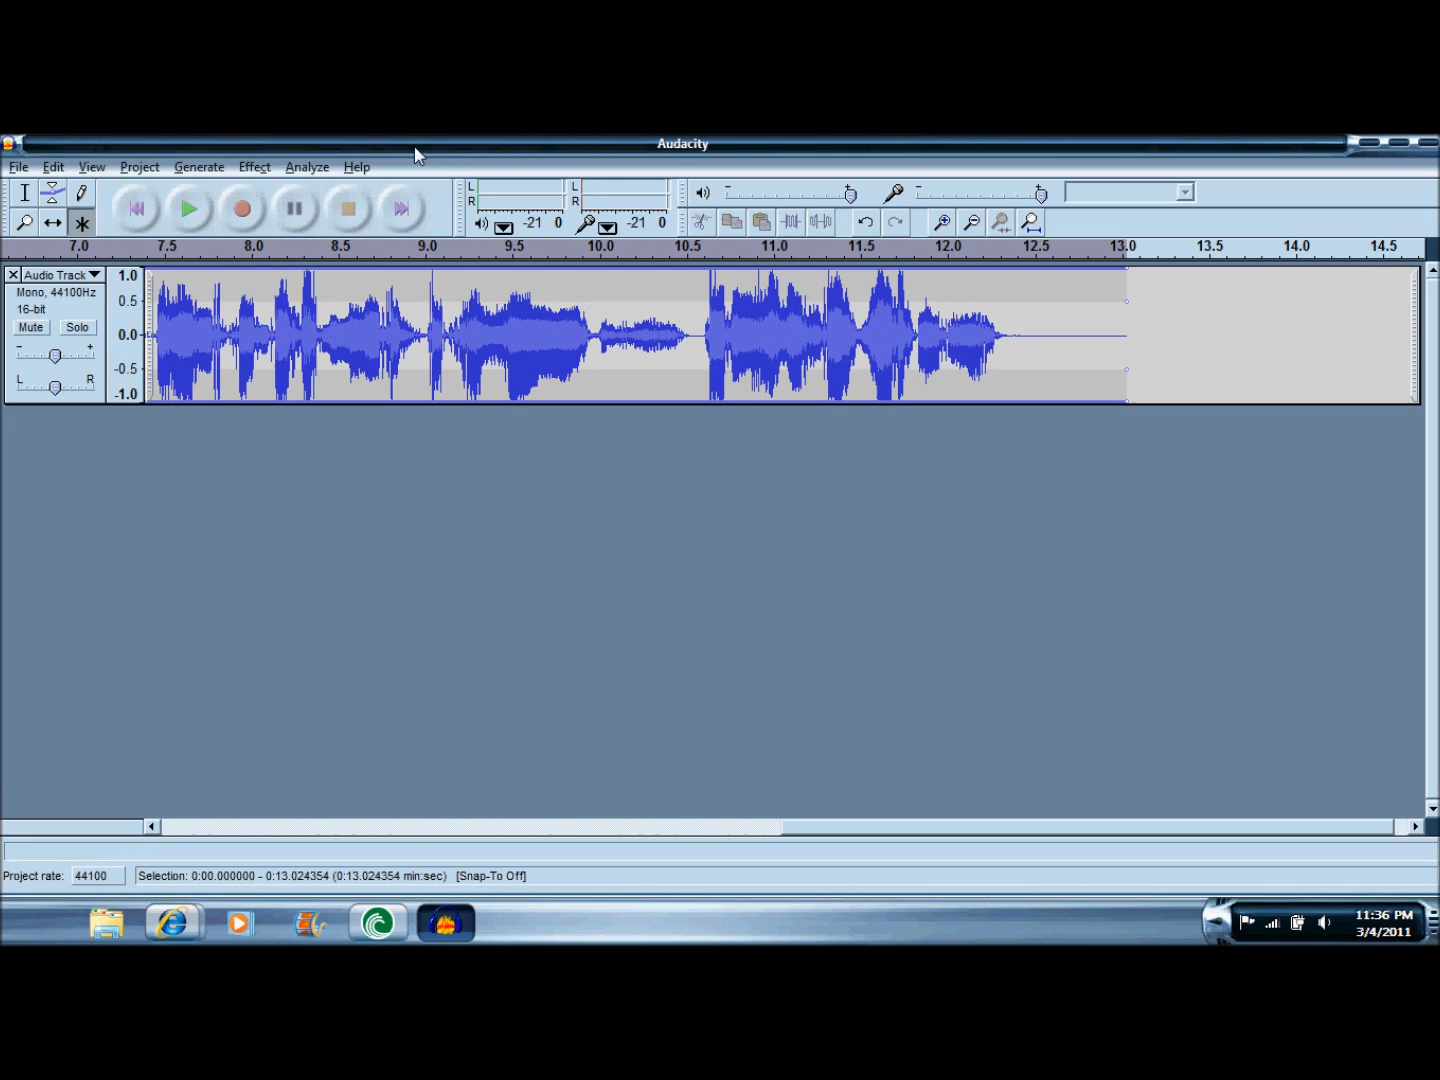 Audacity
File Edit View Project Generate Effect Analyze Help
L R -21 0 L R -21 0
7.0 7.5 8.0 8.5 9.0 9.5 10.0 10.5 11.0 11.5 12.0 12.5 13.0 13.5 14.0 14.5
Audio Track
Mono, 44100Hz
16-bit
Mute Solo
- +
L R
1.0
0.5
0.0
-0.5
-1.0
Project rate: 44100 Selection: 0:00.000000 - 0:13.024354 (0:13.024354 min:sec) [Snap-To Off]
11:36 PM
3/4/2011